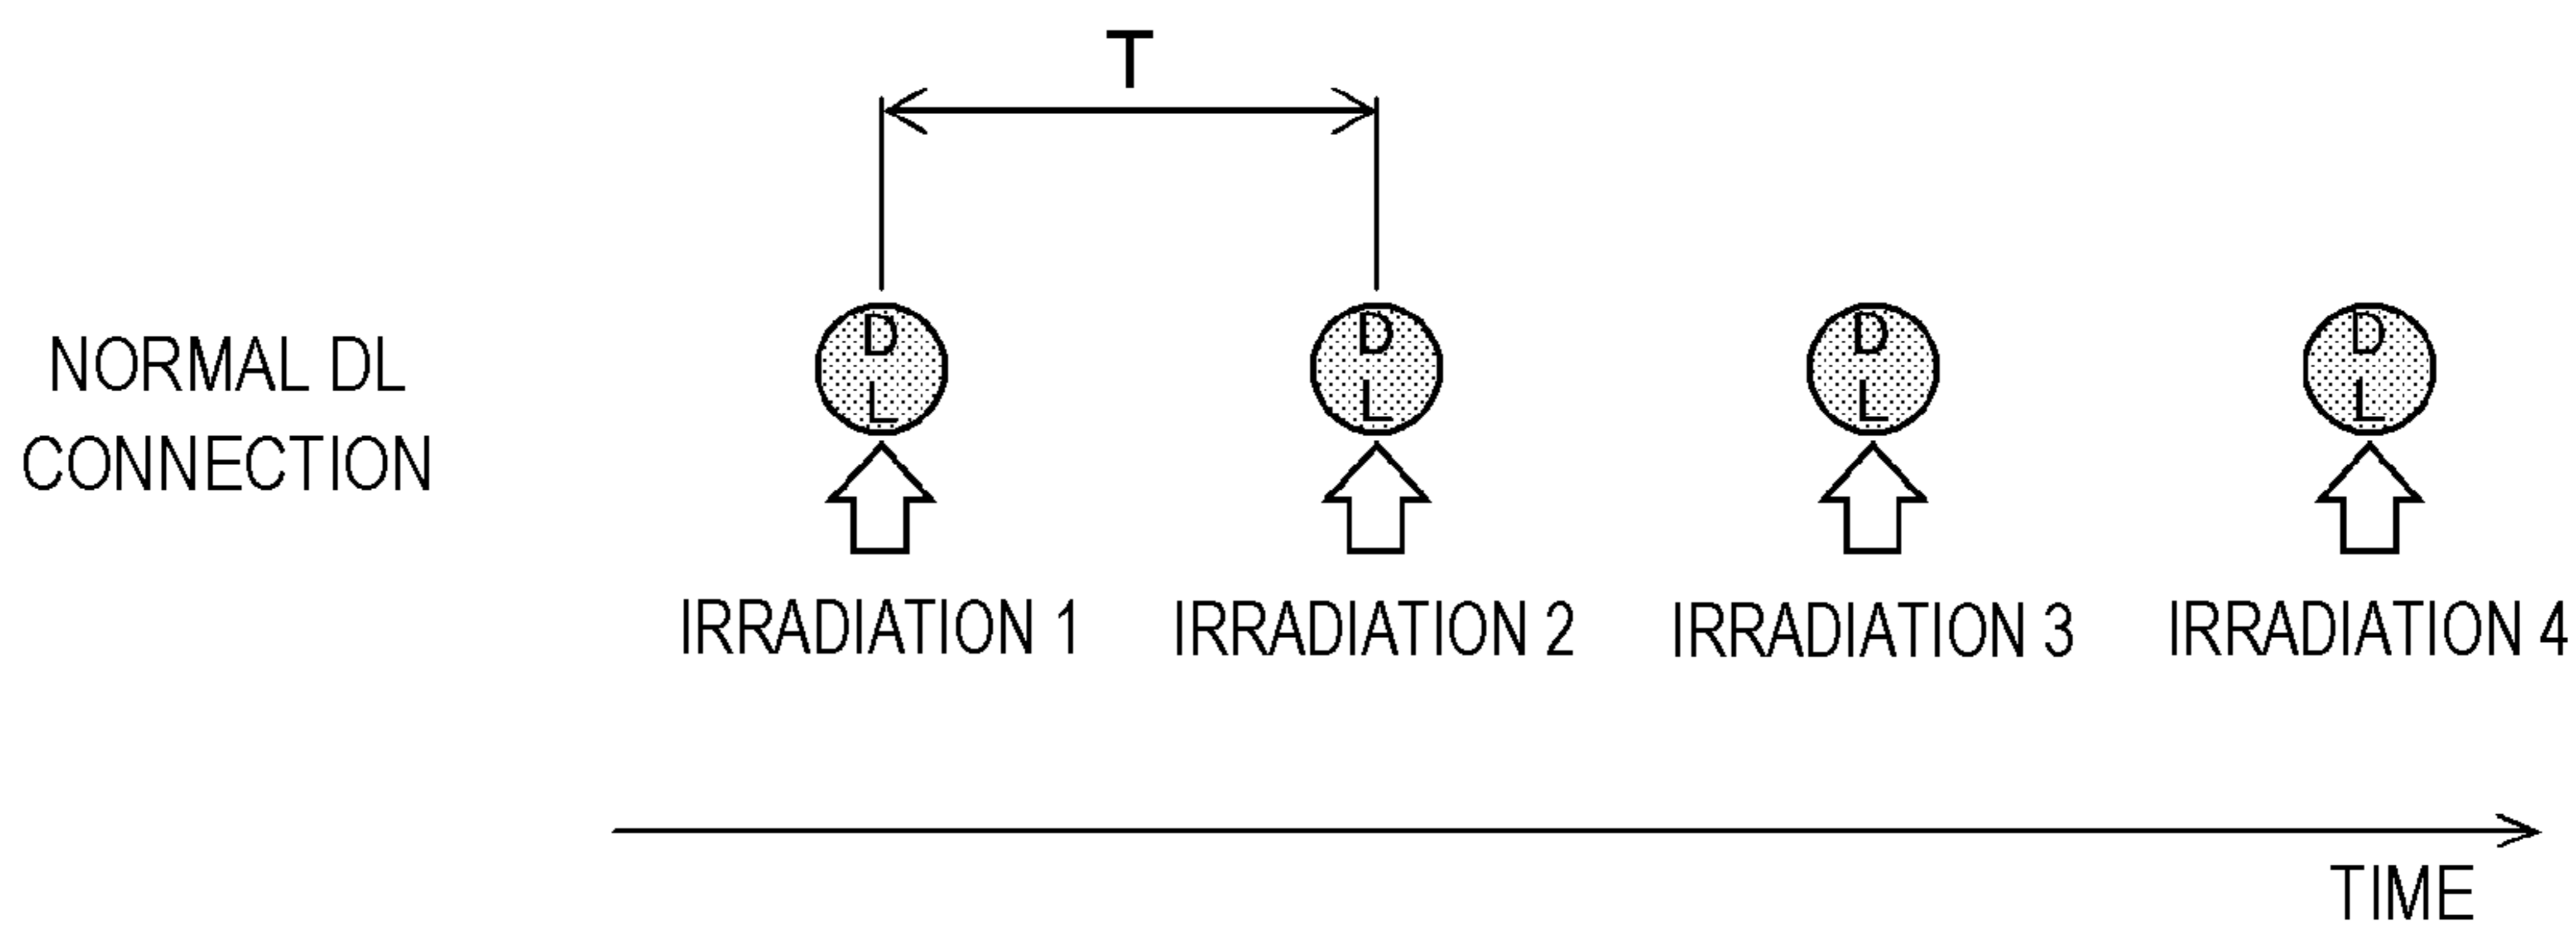 T
NORMAL DL
CONNECTION
D
L
D
L
D
L
D
L
IRRADIATION 1
IRRADIATION 2
IRRADIATION 3
IRRADIATION 4
TIME